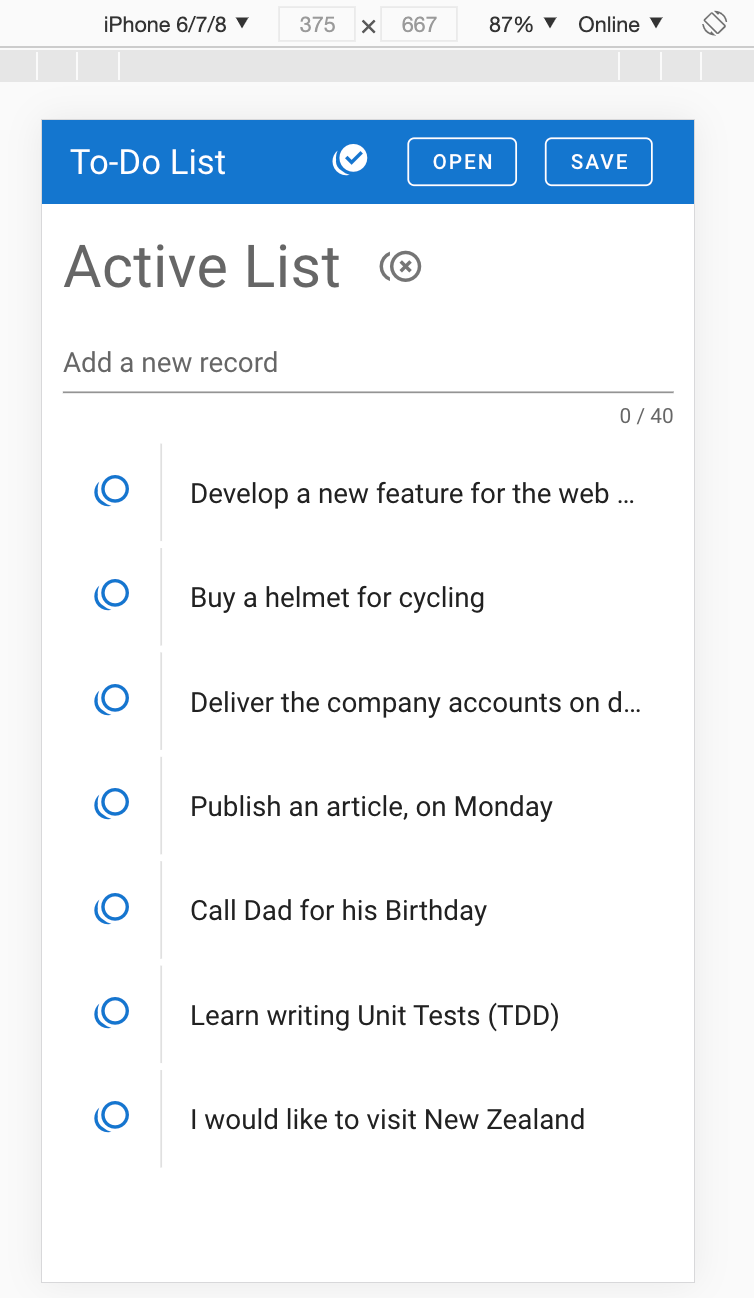 iPhone 6/7/8 ▼ 375 × 667 87% ▼ Online ▼
To-Do List OPEN SAVE
Active List
Add a new record
0 / 40
Develop a new feature for the web ...
Buy a helmet for cycling
Deliver the company accounts on d...
Publish an article, on Monday
Call Dad for his Birthday
Learn writing Unit Tests (TDD)
I would like to visit New Zealand